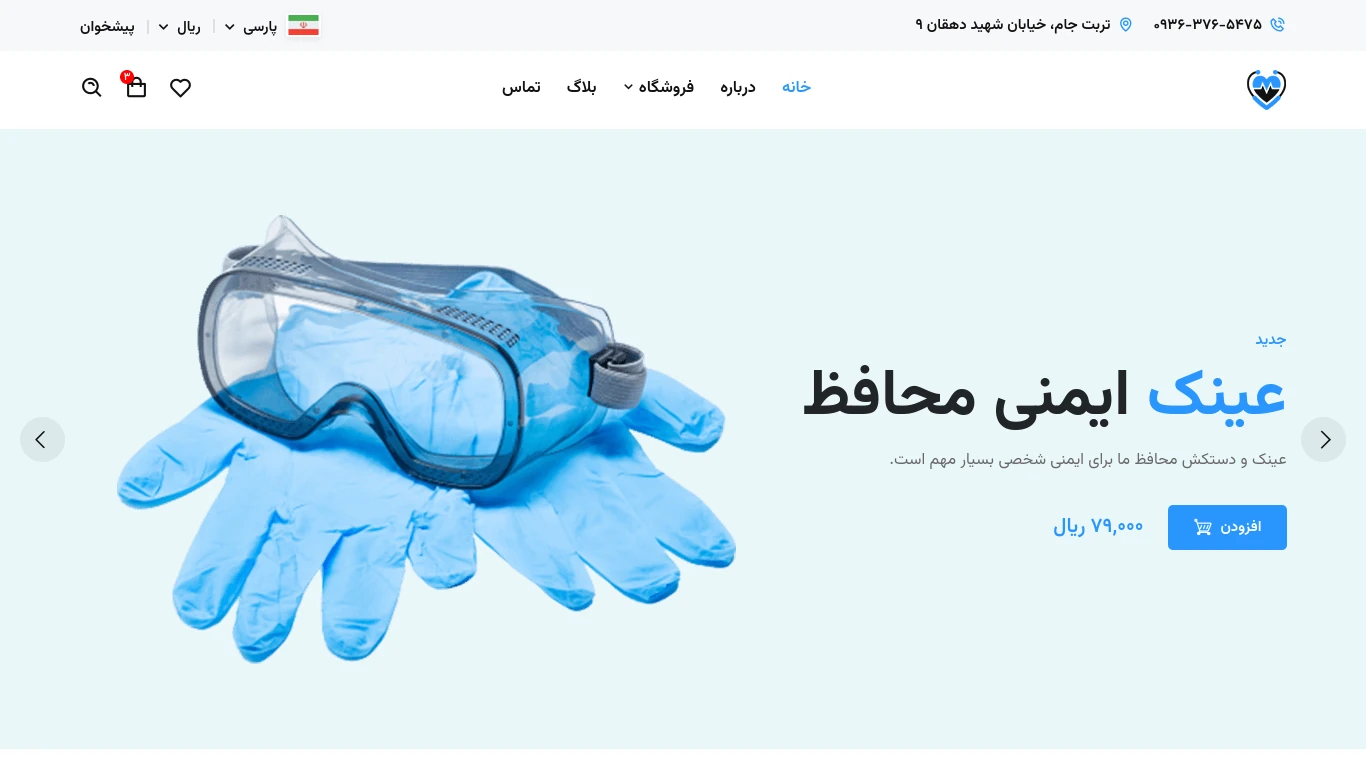 ۰۹۳۶-۳۷۶-۵۴۷۵
تربت جام، خیابان شهید دهقان ۹
پارسی
ریال
پیشخوان
خانه
درباره
فروشگاه
بلاگ
تماس
۳
جدید
عینک ایمنی محافظ
عینک و دستکش محافظ ما برای ایمنی شخصی بسیار مهم است.
افزودن
۷۹,۰۰۰ ریال